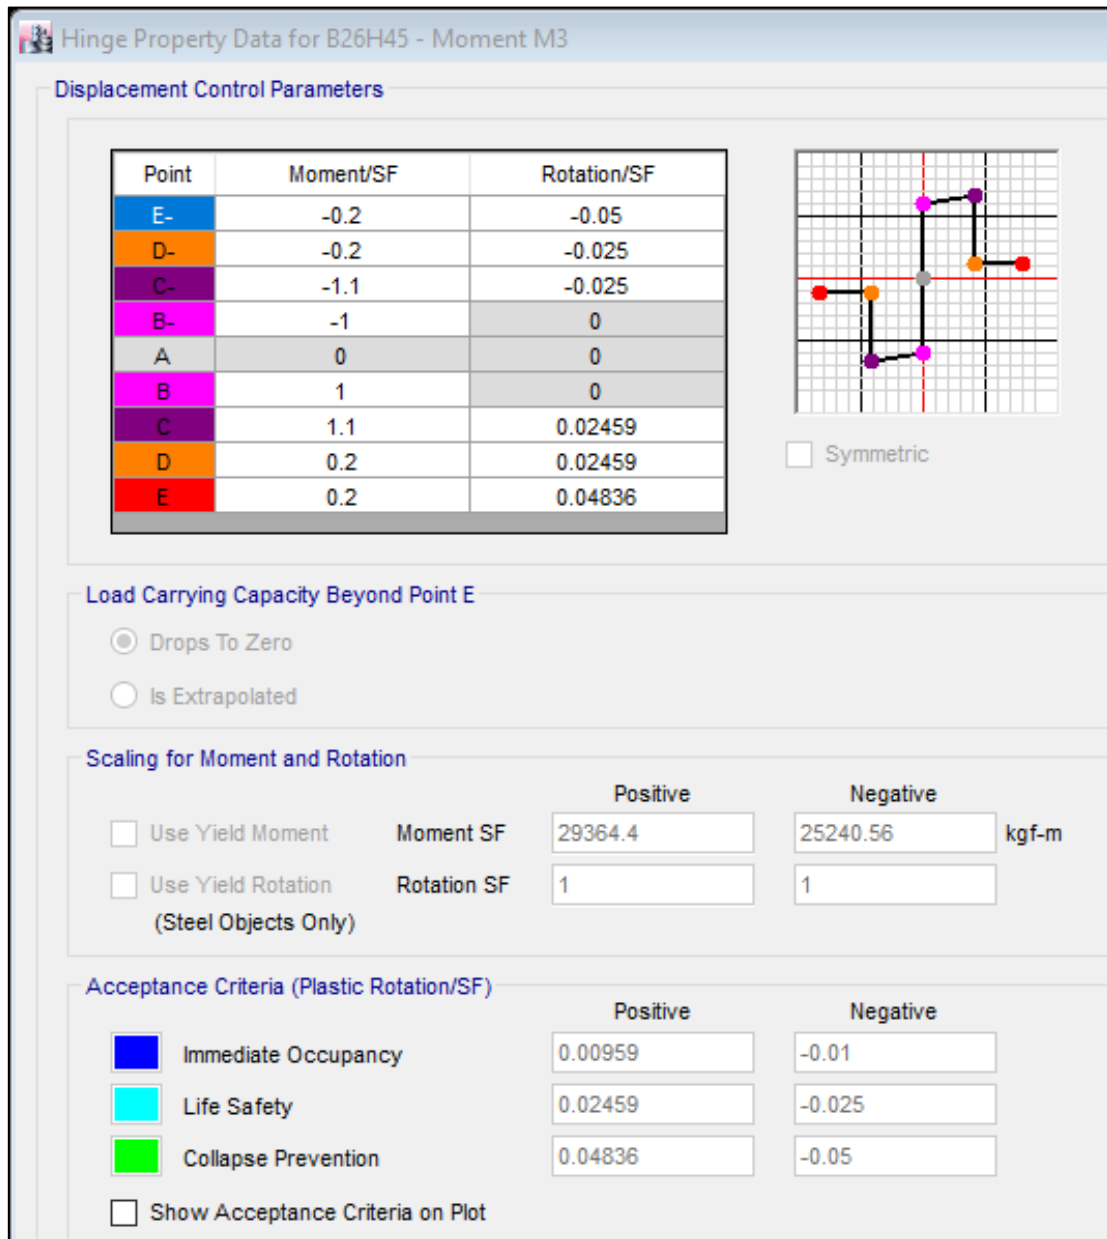 Hinge Property Data for B26H45 - Moment M3
Displacement Control Parameters
Point Moment/SF Rotation/SF
E- -0.2 -0.05
D- -0.2 -0.025
C- -1.1 -0.025
B- -1 0
A 0 0
B 1 0
C 1.1 0.02459
D 0.2 0.02459
E 0.2 0.04836
Symmetric
Load Carrying Capacity Beyond Point E
Drops To Zero
Is Extrapolated
Scaling for Moment and Rotation
Positive Negative
Use Yield Moment Moment SF 29364.4 25240.56 kgf-m
Use Yield Rotation Rotation SF 1 1
(Steel Objects Only)
Acceptance Criteria (Plastic Rotation/SF)
Positive Negative
Immediate Occupancy 0.00959 -0.01
Life Safety 0.02459 -0.025
Collapse Prevention 0.04836 -0.05
Show Acceptance Criteria on Plot